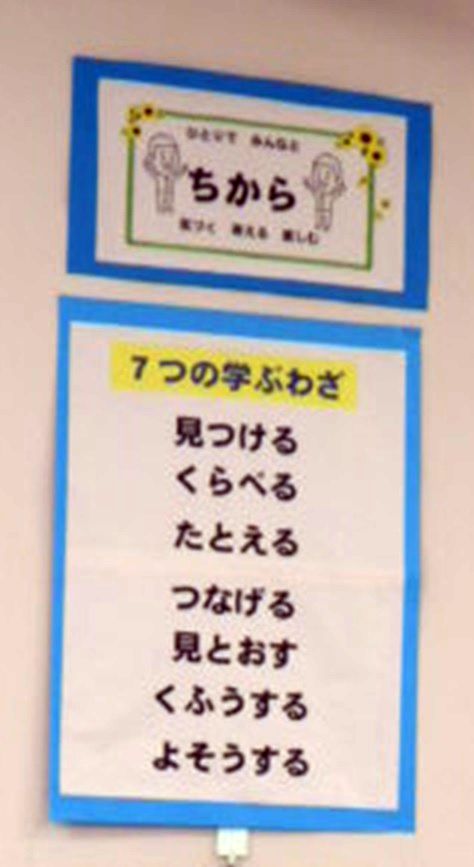 ひとりで みんなと
ちから
気づく 考える 楽しむ
7つの学ぶわざ
見つける
くらべる
たとえる
つなげる
見とおす
くふうする
よそうする